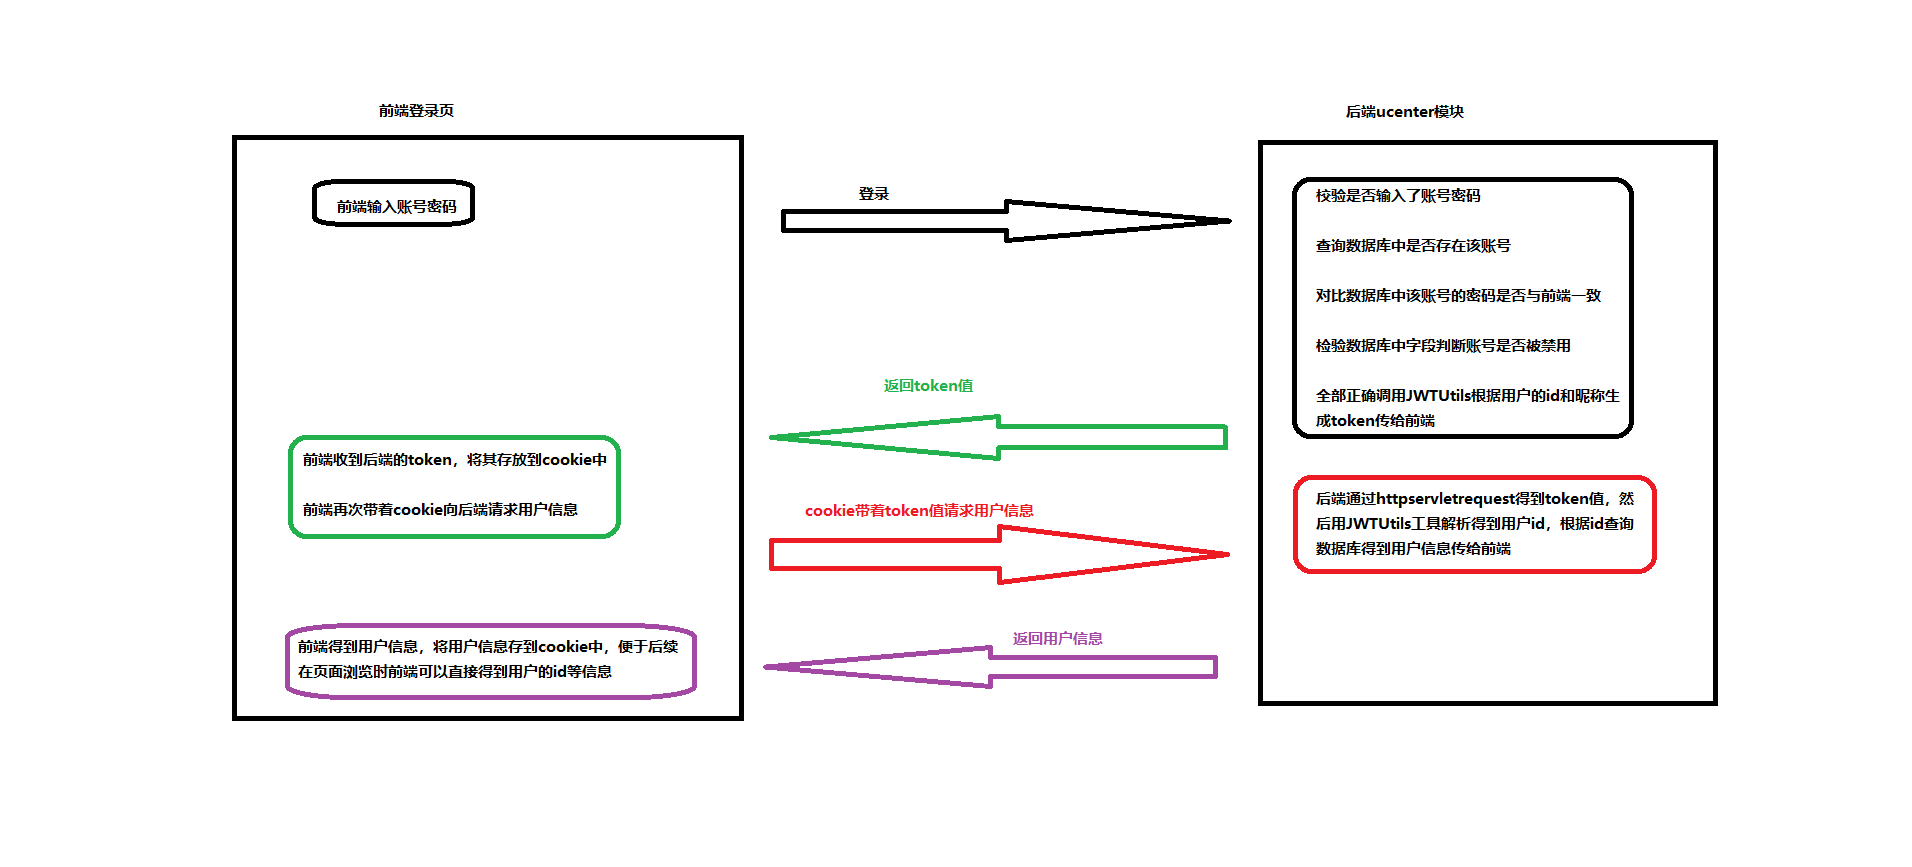 前端登录页
后端ucenter模块
前端输入账号密码
登录
校验是否输入了账号密码
查询数据库中是否存在该账号
对比数据库中该账号的密码是否与前端一致
检验数据库中字段判断账号是否被禁用
全部正确调用JWTUtils根据用户的id和昵称生
成token传给前端
返回token值
前端收到后端的token，将其存放到cookie中
前端再次带着cookie向后端请求用户信息
cookie带着token值请求用户信息
后端通过httpservletrequest得到token值，然
后用JWTUtils工具解析得到用户id，根据id查询
数据库得到用户信息传给前端
返回用户信息
前端得到用户信息，将用户信息存到cookie中，便于后续
在页面浏览时前端可以直接得到用户的id等信息